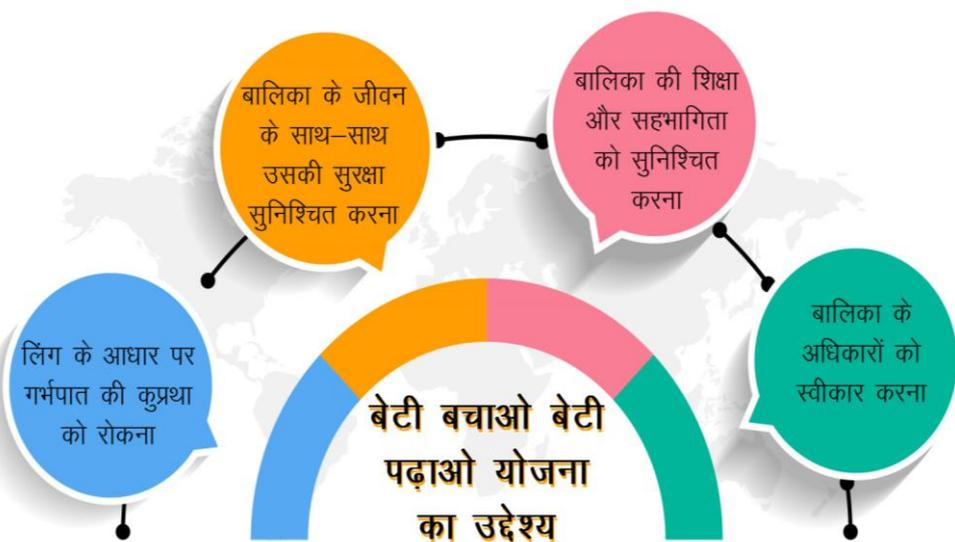 बालिका के जीवन
के साथ–साथ
उसकी सुरक्षा
सुनिश्चित करना
बालिका की शिक्षा
और सहभागिता
को सुनिश्चित
करना
लिंग के आधार पर
गर्भपात की कुप्रथा
को रोकना
बालिका के
अधिकारों को
स्वीकार करना
बेटी बचाओ बेटी
पढ़ाओ योजना
का उद्देश्य